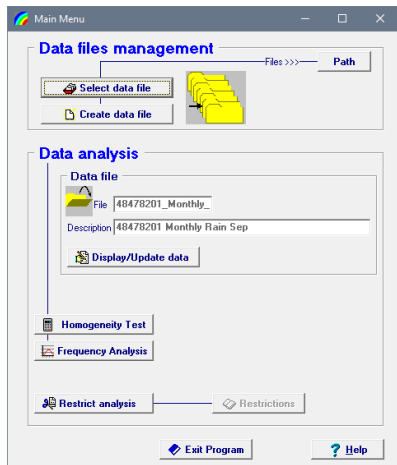 Main Menu
Data files management
Files >>>
Path
Select data file
Create data file
Data analysis
Data file
File 48478201_Monthly_
Description 48478201 Monthly Rain Sep
Display/Update data
Homogeneity Test
Frequency Analysis
Restrict analysis
Restrictions
Exit Program
Help